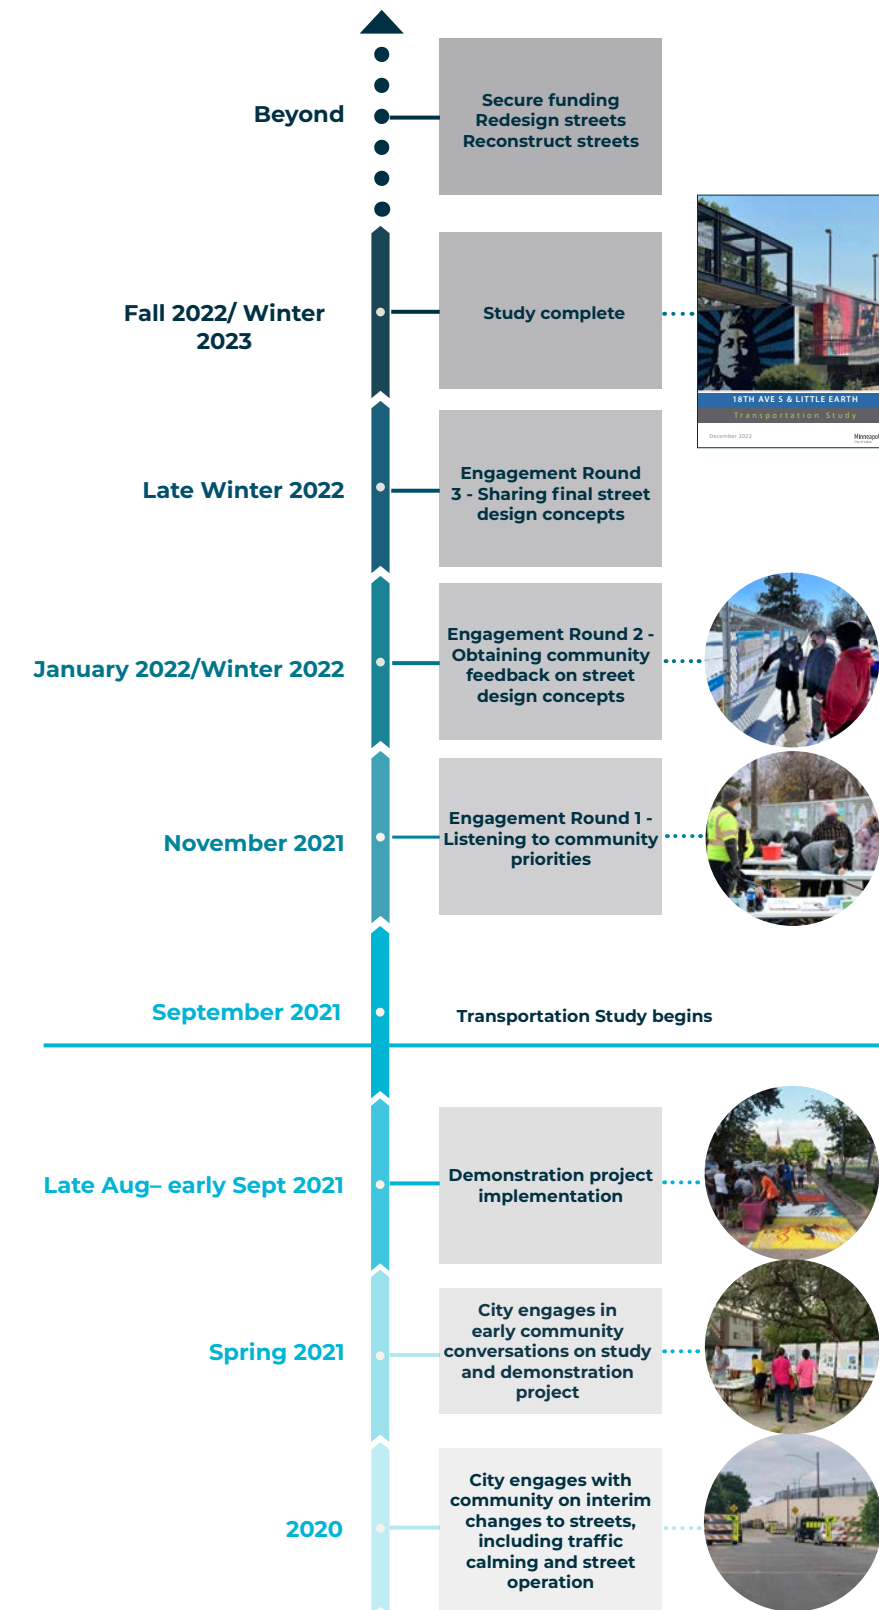 Beyond
Secure funding
Redesign streets
Reconstruct streets
Fall 2022/ Winter
2023
Study complete
18TH AVE S & LITTLE EARTH
Transportation Study
December 2022
Late Winter 2022
Engagement Round
3 - Sharing final street
design concepts
January 2022/Winter 2022
Engagement Round 2 -
Obtaining community
feedback on street
design concepts
November 2021
Engagement Round 1 -
Listening to community
priorities
September 2021
Transportation Study begins
Late Aug– early Sept 2021
Demonstration project
implementation
Spring 2021
City engages in
early community
conversations on study
and demonstration
project
2020
City engages with
community on interim
changes to streets,
including traffic
calming and street
operation